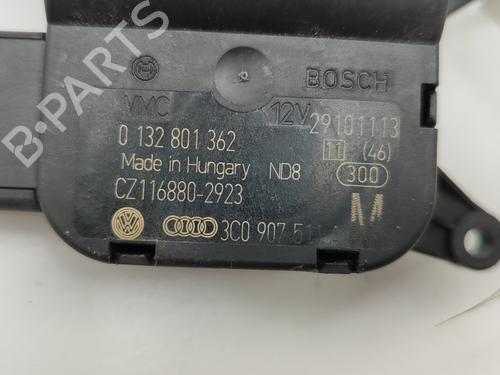 BOSCH
VMC 12V 29101113
0 132 801 362 11 (46)
Made in Hungary ND8 300
CZ116880-2923
3C0 907 511 M
B-PARTS